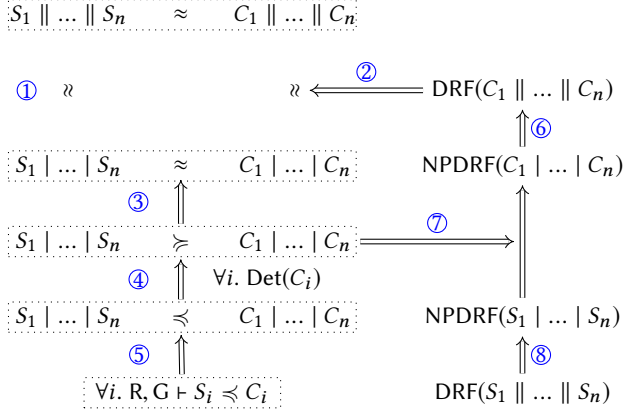 S₁ ∥ ... ∥ Sₙ ≈ C₁ ∥ ... ∥ Cₙ
① ≈ ≈ ② DRF(C₁ ∥ ... ∥ Cₙ)
⑥
S₁ | ... | Sₙ ≈ C₁ | ... | Cₙ NPDRF(C₁ | ... | Cₙ)
③ ⑦
S₁ | ... | Sₙ ≽ C₁ | ... | Cₙ
④ ∀i. Det(Cᵢ)
S₁ | ... | Sₙ ≼ C₁ | ... | Cₙ NPDRF(S₁ | ... | Sₙ)
⑤ ⑧
∀i. R, G ⊢ Sᵢ ≼ Cᵢ DRF(S₁ ∥ ... ∥ Sₙ)